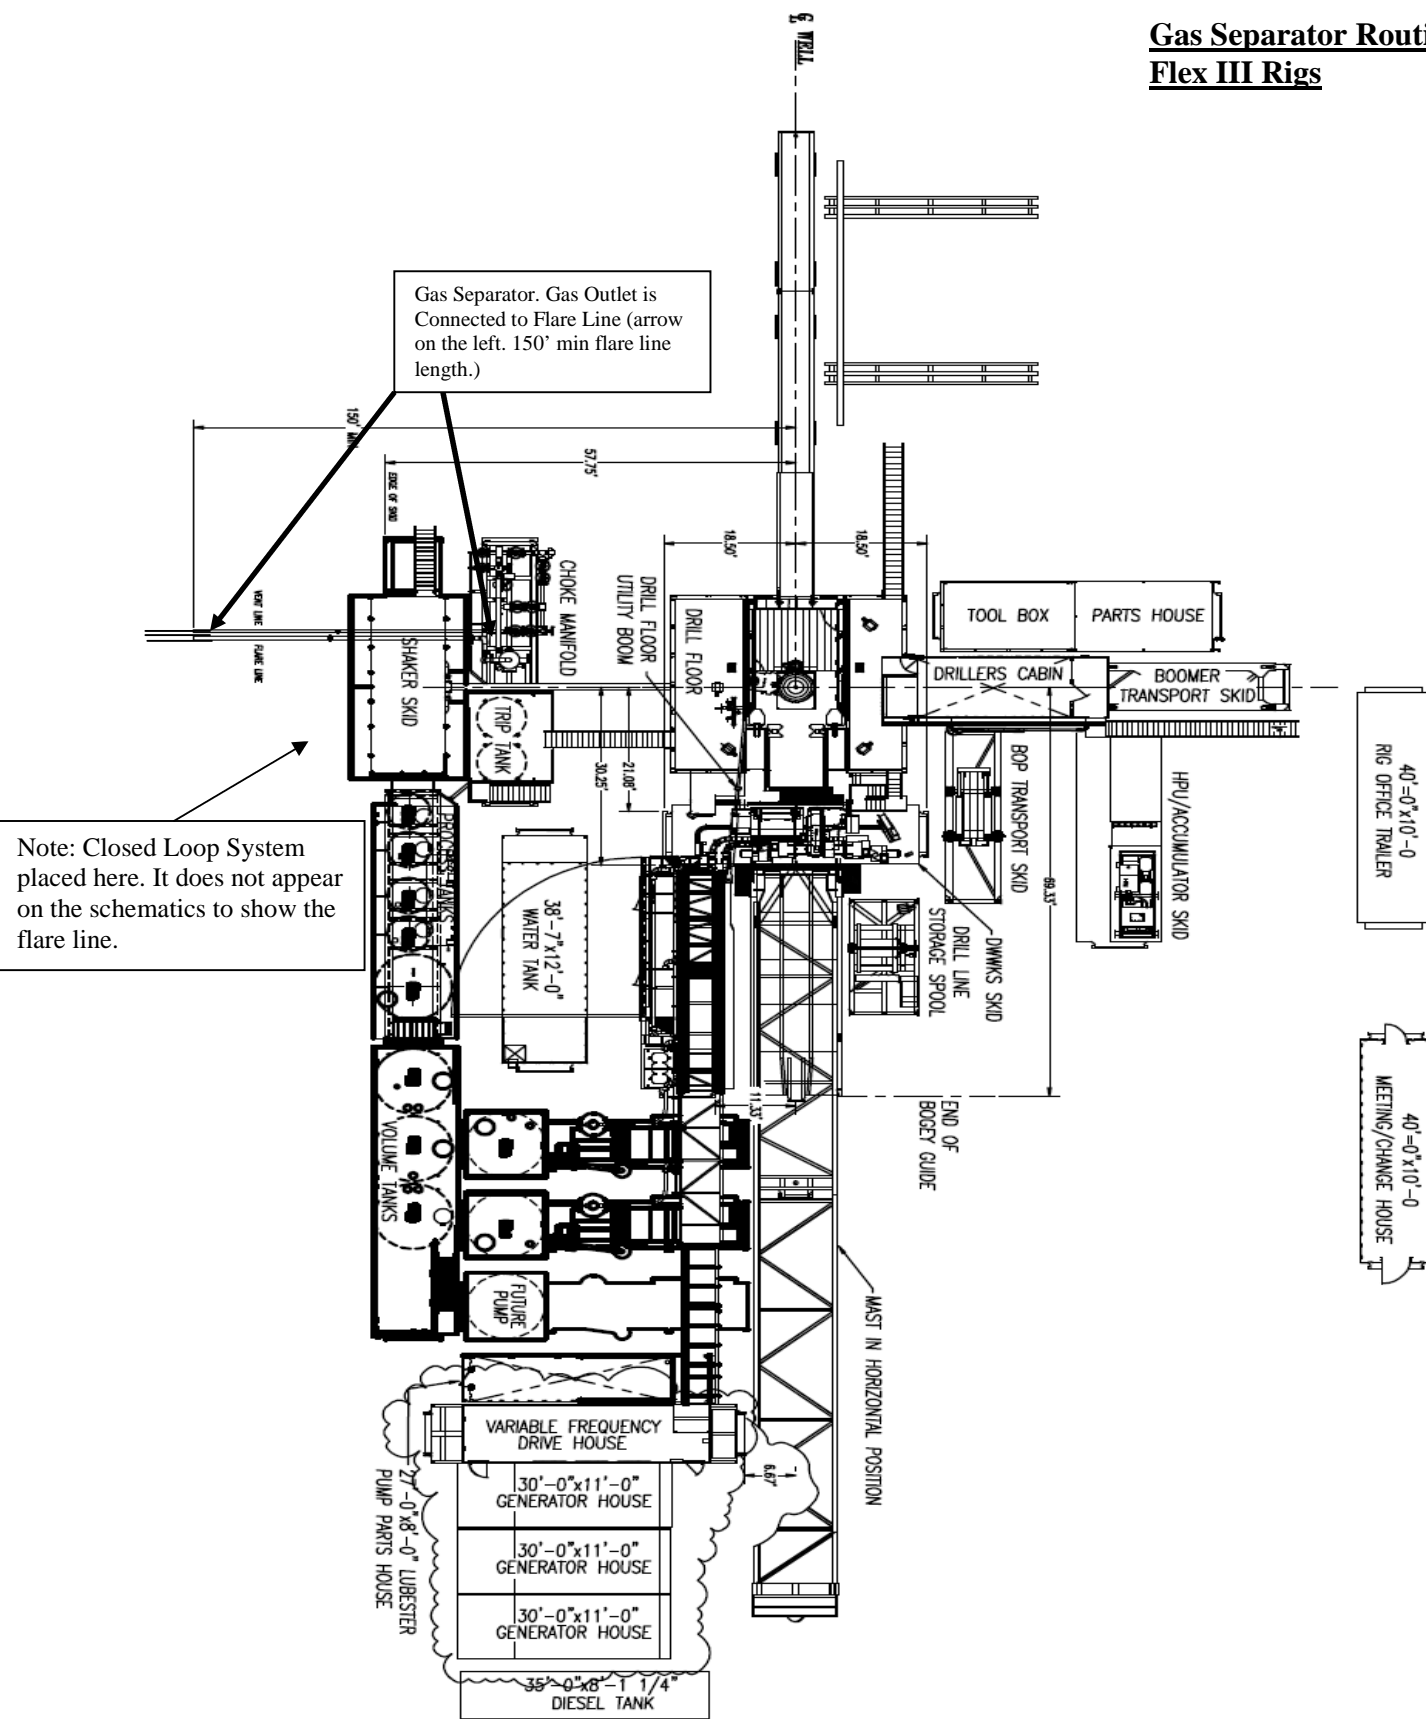 Gas Separator Routi
Flex III Rigs
℄ WELL
Gas Separator. Gas Outlet is
Connected to Flare Line (arrow
on the left. 150’ min flare line
length.)
150'
57.75'
EDGE OF SKID
18.50'
18.50'
CHOKE MANIFOLD
DRILL FLOOR
UTILITY BOOM
DRILL FLOOR
TOOL BOX
PARTS HOUSE
VENT LINE
FLARE LINE
SHAKER SKID
DRILLERS CABIN
BOOMER
TRANSPORT SKID
TRIP TANK
30.25'
21.08'
BOP TRANSPORT SKID
HPU/ACCUMULATOR SKID
40'=0"x10'-0
RIG OFFICE TRAILER
Note: Closed Loop System
placed here. It does not appear
on the schematics to show the
flare line.
PROCESS TANKS
38'-7"x12'-0"
WATER TANK
69.33'
DWWKS SKID
DRILL LINE
STORAGE SPOOL
11.33'
END OF
BOGEY GUIDE
40'=0"x10'-0
MEETING/CHANGE HOUSE
VOLUME TANKS
FUTURE
PUMP
MAST IN HORIZONTAL POSITION
VARIABLE FREQUENCY
DRIVE HOUSE
6.67'
27'-0"x8'-0" LUBESTER
PUMP PARTS HOUSE
30'-0"x11'-0"
GENERATOR HOUSE
30'-0"x11'-0"
GENERATOR HOUSE
30'-0"x11'-0"
GENERATOR HOUSE
35'-0"x8'-1 1/4"
DIESEL TANK